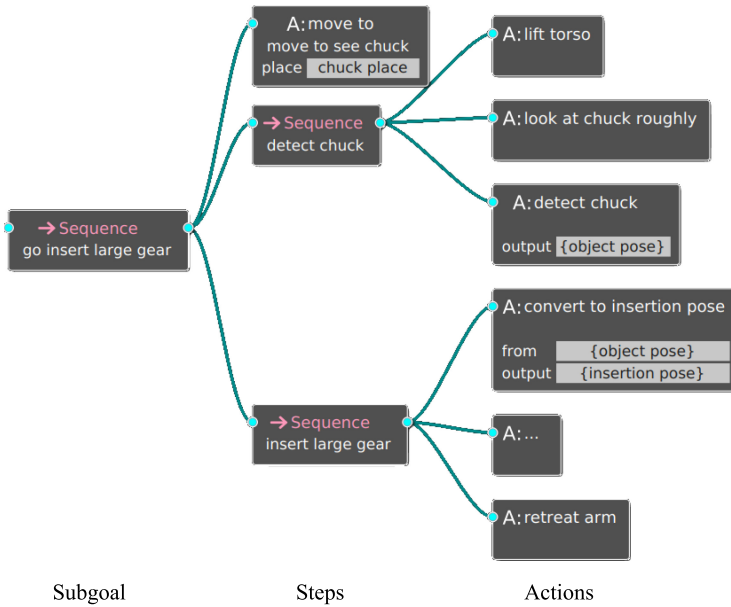 A: move to
move to see chuck
place chuck place
→ Sequence
detect chuck
→ Sequence
go insert large gear
→ Sequence
insert large gear
A: lift torso
A: look at chuck roughly
A: detect chuck
output {object pose}
A: convert to insertion pose
from {object pose}
output {insertion pose}
A: ...
A: retreat arm
Subgoal Steps Actions